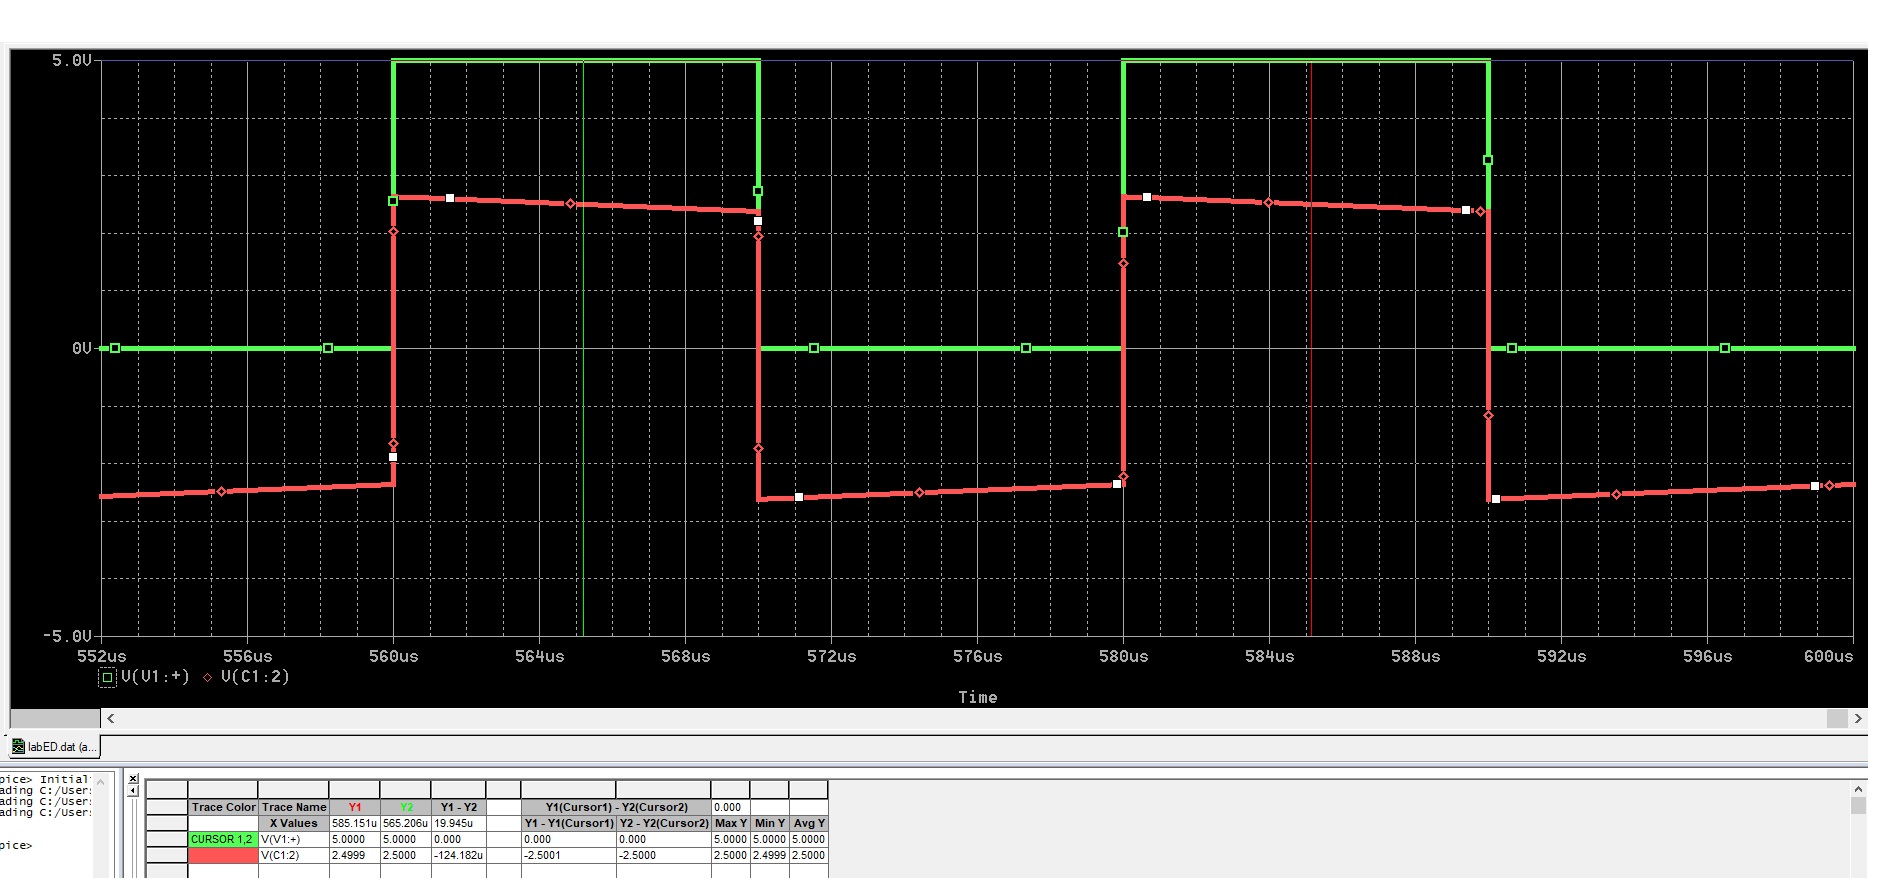 5.0V
0V
-5.0V
552us 556us 560us 564us 568us 572us 576us 580us 584us 588us 592us 596us 600us
V(V1:+) V(C1:2)
Time
labED.dat (a...
pice> Initial
ading C:/User:
ading C:/User:
ading C:/User:
pice>
Trace Color Trace Name Y1 Y2 Y1 - Y2 Y1(Cursor1) - Y2(Cursor2) 0.000
X Values 585.151u 565.206u 19.945u Y1 - Y1(Cursor1) Y2 - Y2(Cursor2) Max Y Min Y Avg Y
CURSOR 1,2 V(V1:+) 5.0000 5.0000 0.000 0.000 0.000 5.0000 5.0000 5.0000
V(C1:2) 2.4999 2.5000 -124.182u -2.5001 -2.5000 2.5000 2.4999 2.5000